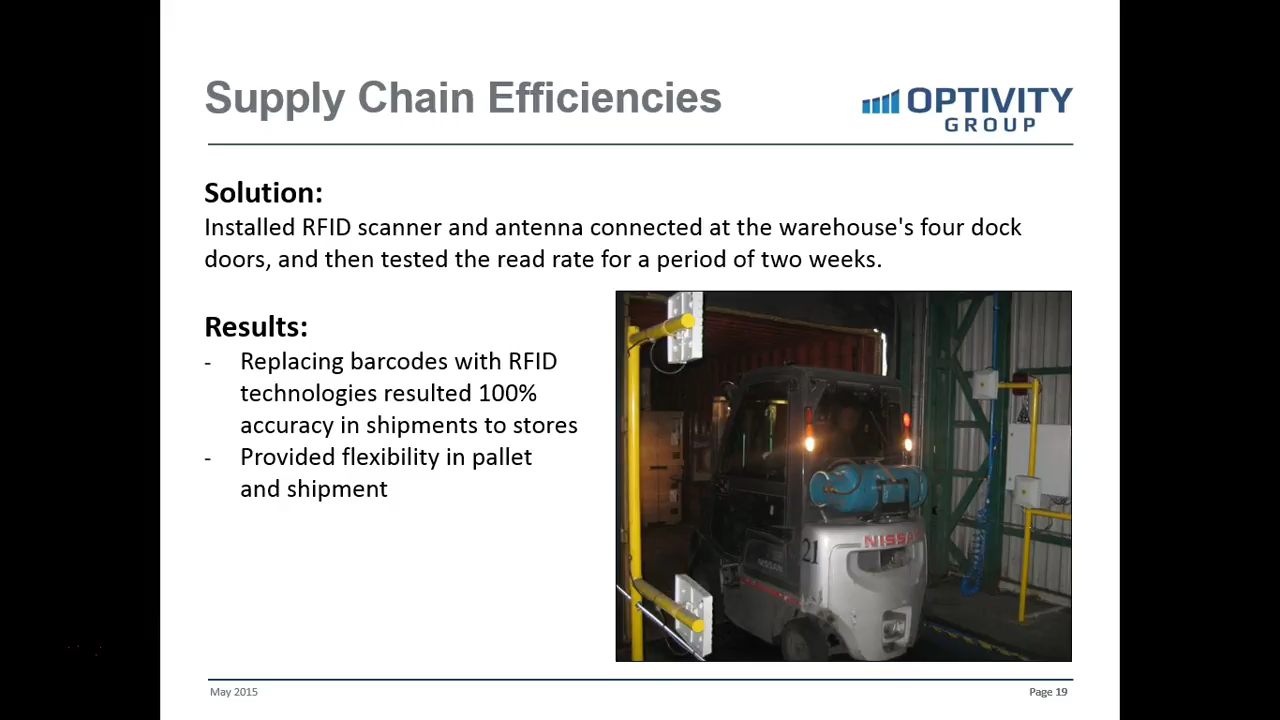 Supply Chain Efficiencies
OPTIVITY
GROUP
Solution:
Installed RFID scanner and antenna connected at the warehouse's four dock
doors, and then tested the read rate for a period of two weeks.
Results:
- Replacing barcodes with RFID
technologies resulted 100%
accuracy in shipments to stores
- Provided flexibility in pallet
and shipment
21
NISSAN
NISSAN
May 2015
Page 19